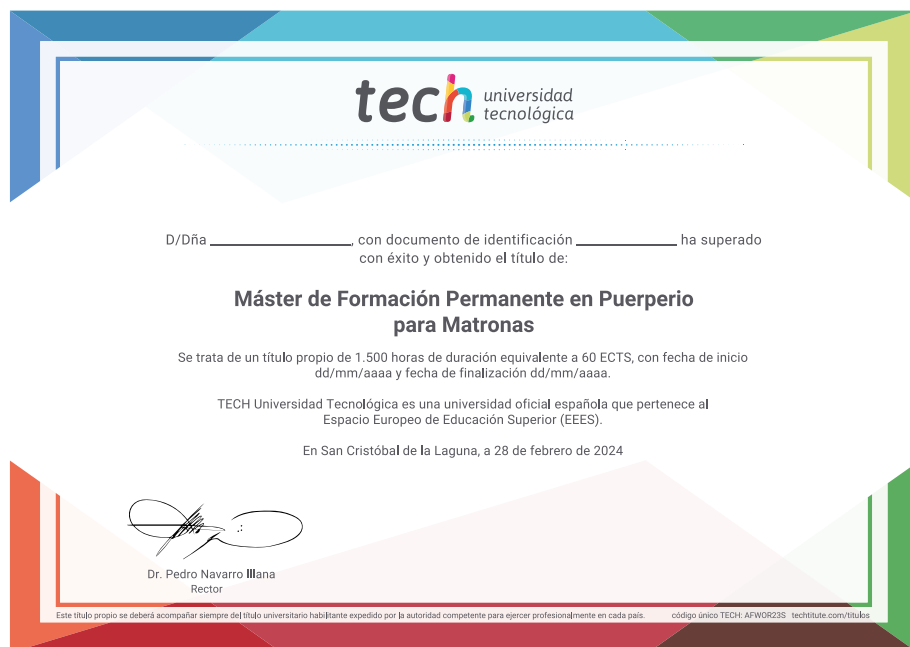 tech universidad
tecnológica
D/Dña ______________, con documento de identificación __________ ha superado
con éxito y obtenido el título de:
Máster de Formación Permanente en Puerperio
para Matronas
Se trata de un título propio de 1.500 horas de duración equivalente a 60 ECTS, con fecha de inicio
dd/mm/aaaa y fecha de finalización dd/mm/aaaa.
TECH Universidad Tecnológica es una universidad oficial española que pertenece al
Espacio Europeo de Educación Superior (EEES).
En San Cristóbal de la Laguna, a 28 de febrero de 2024
Dr. Pedro Navarro Illana
Rector
Este título propio se deberá acompañar siempre del título universitario habilitante expedido por la autoridad competente para ejercer profesionalmente en cada país. código único TECH: AFWOR23S techtitute.com/titulos